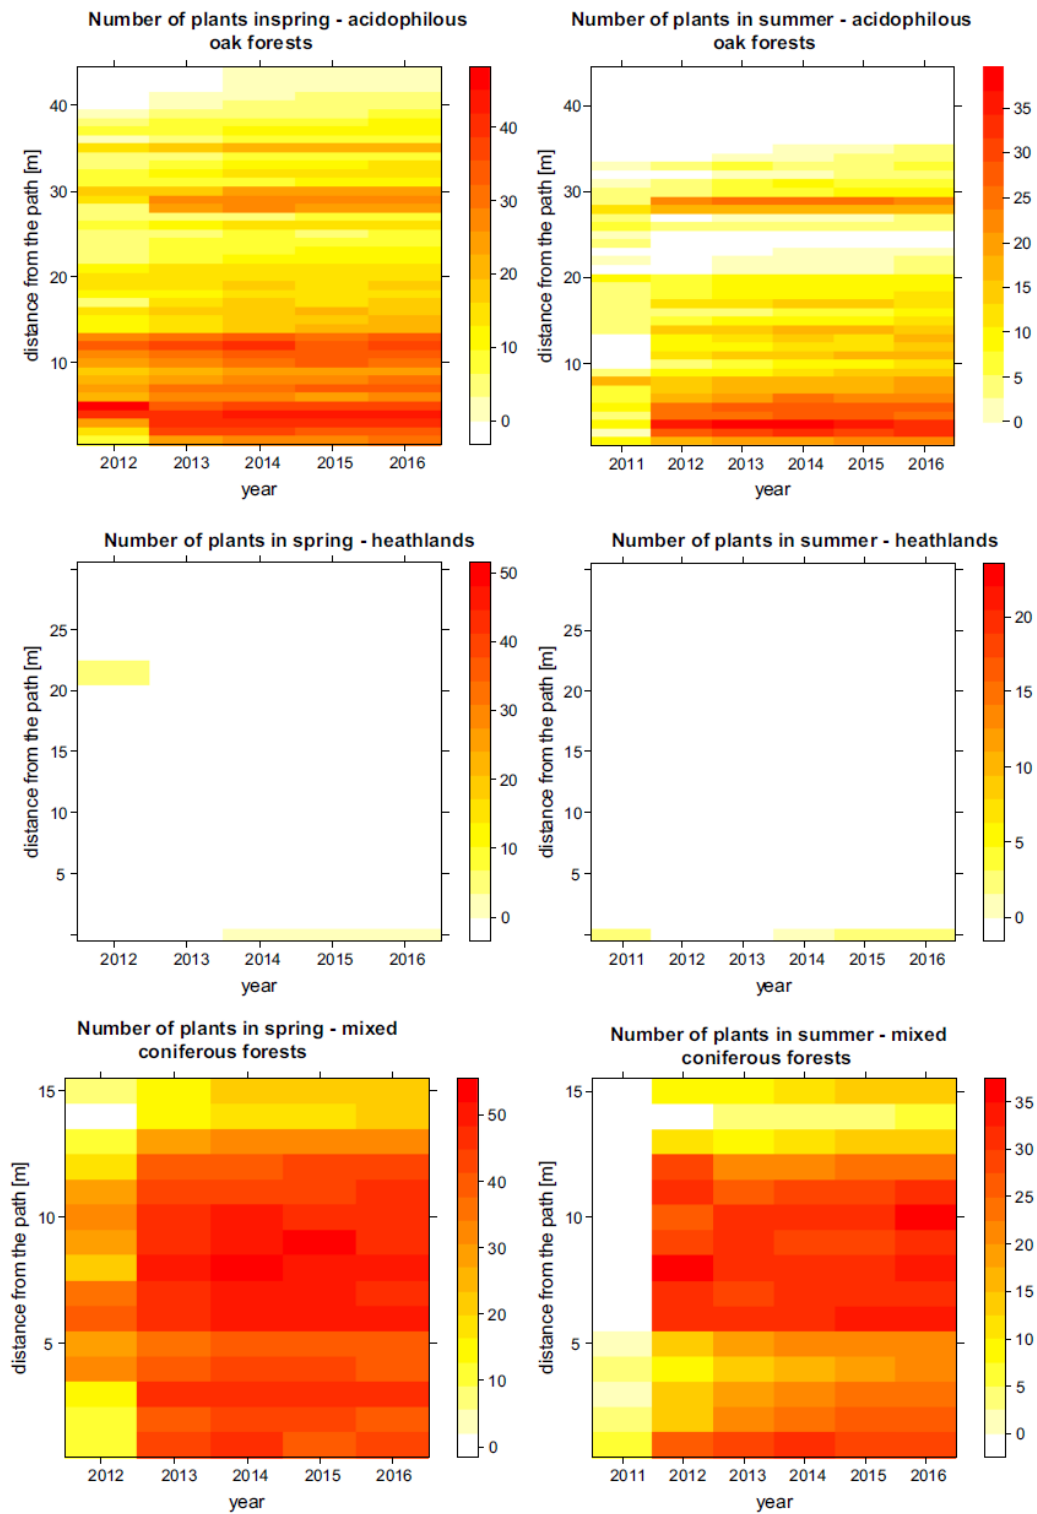 Number of plants inspring - acidophilous
oak forests
distance from the path [m]
40
30
20
10
2012 2013 2014 2015 2016
year
40
30
20
10
0
Number of plants in summer - acidophilous
oak forests
distance from the path [m]
40
30
20
10
2011 2012 2013 2014 2015 2016
year
35
30
25
20
15
10
5
0
Number of plants in spring - heathlands
distance from the path [m]
25
20
15
10
5
2012 2013 2014 2015 2016
year
50
40
30
20
10
0
Number of plants in summer - heathlands
distance from the path [m]
25
20
15
10
5
2011 2012 2013 2014 2015 2016
year
20
15
10
5
0
Number of plants in spring - mixed
coniferous forests
distance from the path [m]
15
10
5
2012 2013 2014 2015 2016
year
50
40
30
20
10
0
Number of plants in summer - mixed
coniferous forests
distance from the path [m]
15
10
5
2011 2012 2013 2014 2015 2016
year
35
30
25
20
15
10
5
0